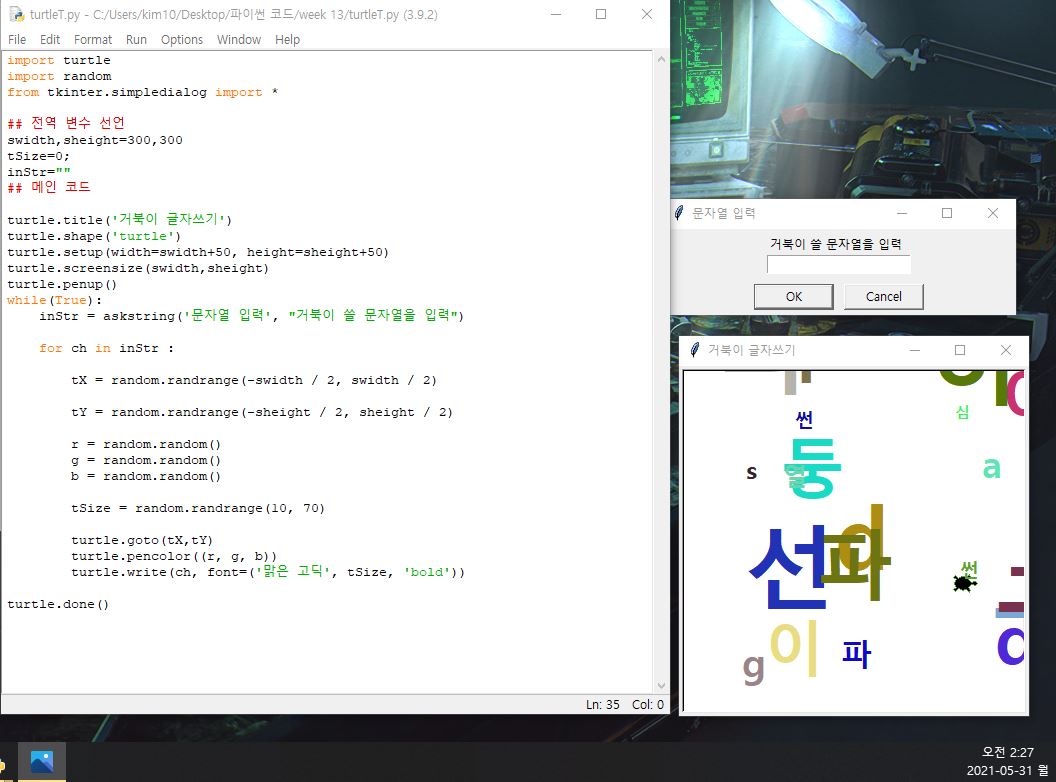 turtleT.py - C:/Users/kim10/Desktop/파이썬 코드/week 13/turtleT.py (3.9
File Edit Format Run Options Window Help
import turtle
import random
from tkinter.simpledialog import *
## 전역 변수 선언
swidth,sheight=300,300
tSize=0;
inStr=""
## 메인 코드
turtle.title('거북이 글자쓰기')
turtle.shape('turtle')
turtle.setup(width=swidth+50, height=sheight+50)
turtle.screensize(swidth,sheight)
turtle.penup()
while(True):
    inStr = askstring('문자열 입력', "거북이 쓸 문자열을 입력")
    for ch in inStr :
        tX = random.randrange(-swidth / 2, swidth / 2)
        tY = random.randrange(-sheight / 2, sheight / 2)
        r = random.random()
        g = random.random()
        b = random.random()
        tSize = random.randrange(10, 70)
        turtle.goto(tX,tY)
        turtle.pencolor((r, g, b))
        turtle.write(ch, font=('맑은 고딕', tSize, 'bold'))
turtle.done()
Ln: 35 Col: 0
문자열 입력
거북이 쓸 문자열을 입력
OK Cancel
거북이 글자쓰기
썬
심
둥
열
s
a
d
선
파
썬
이
g
파
오전 2:27
2021-05-31 월